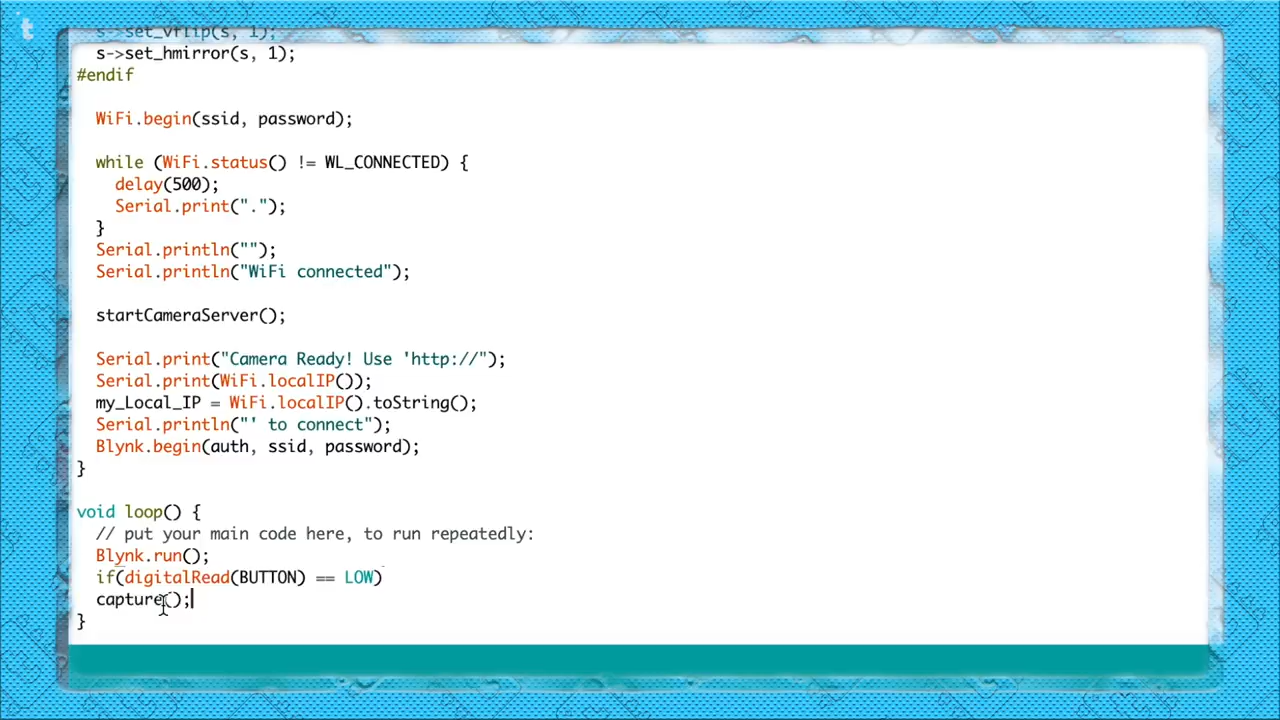 t
s->set_vflip(s, 1);
s->set_hmirror(s, 1);
#endif
WiFi.begin(ssid, password);
while (WiFi.status() != WL_CONNECTED) {
delay(500);
Serial.print(".");
}
Serial.println("");
Serial.println("WiFi connected");
startCameraServer();
Serial.print("Camera Ready! Use 'http://");
Serial.print(WiFi.localIP());
my_Local_IP = WiFi.localIP().toString();
Serial.println("' to connect");
Blynk.begin(auth, ssid, password);
}
void loop() {
// put your main code here, to run repeatedly:
Blynk.run();
if(digitalRead(BUTTON) == LOW)
capture();
}